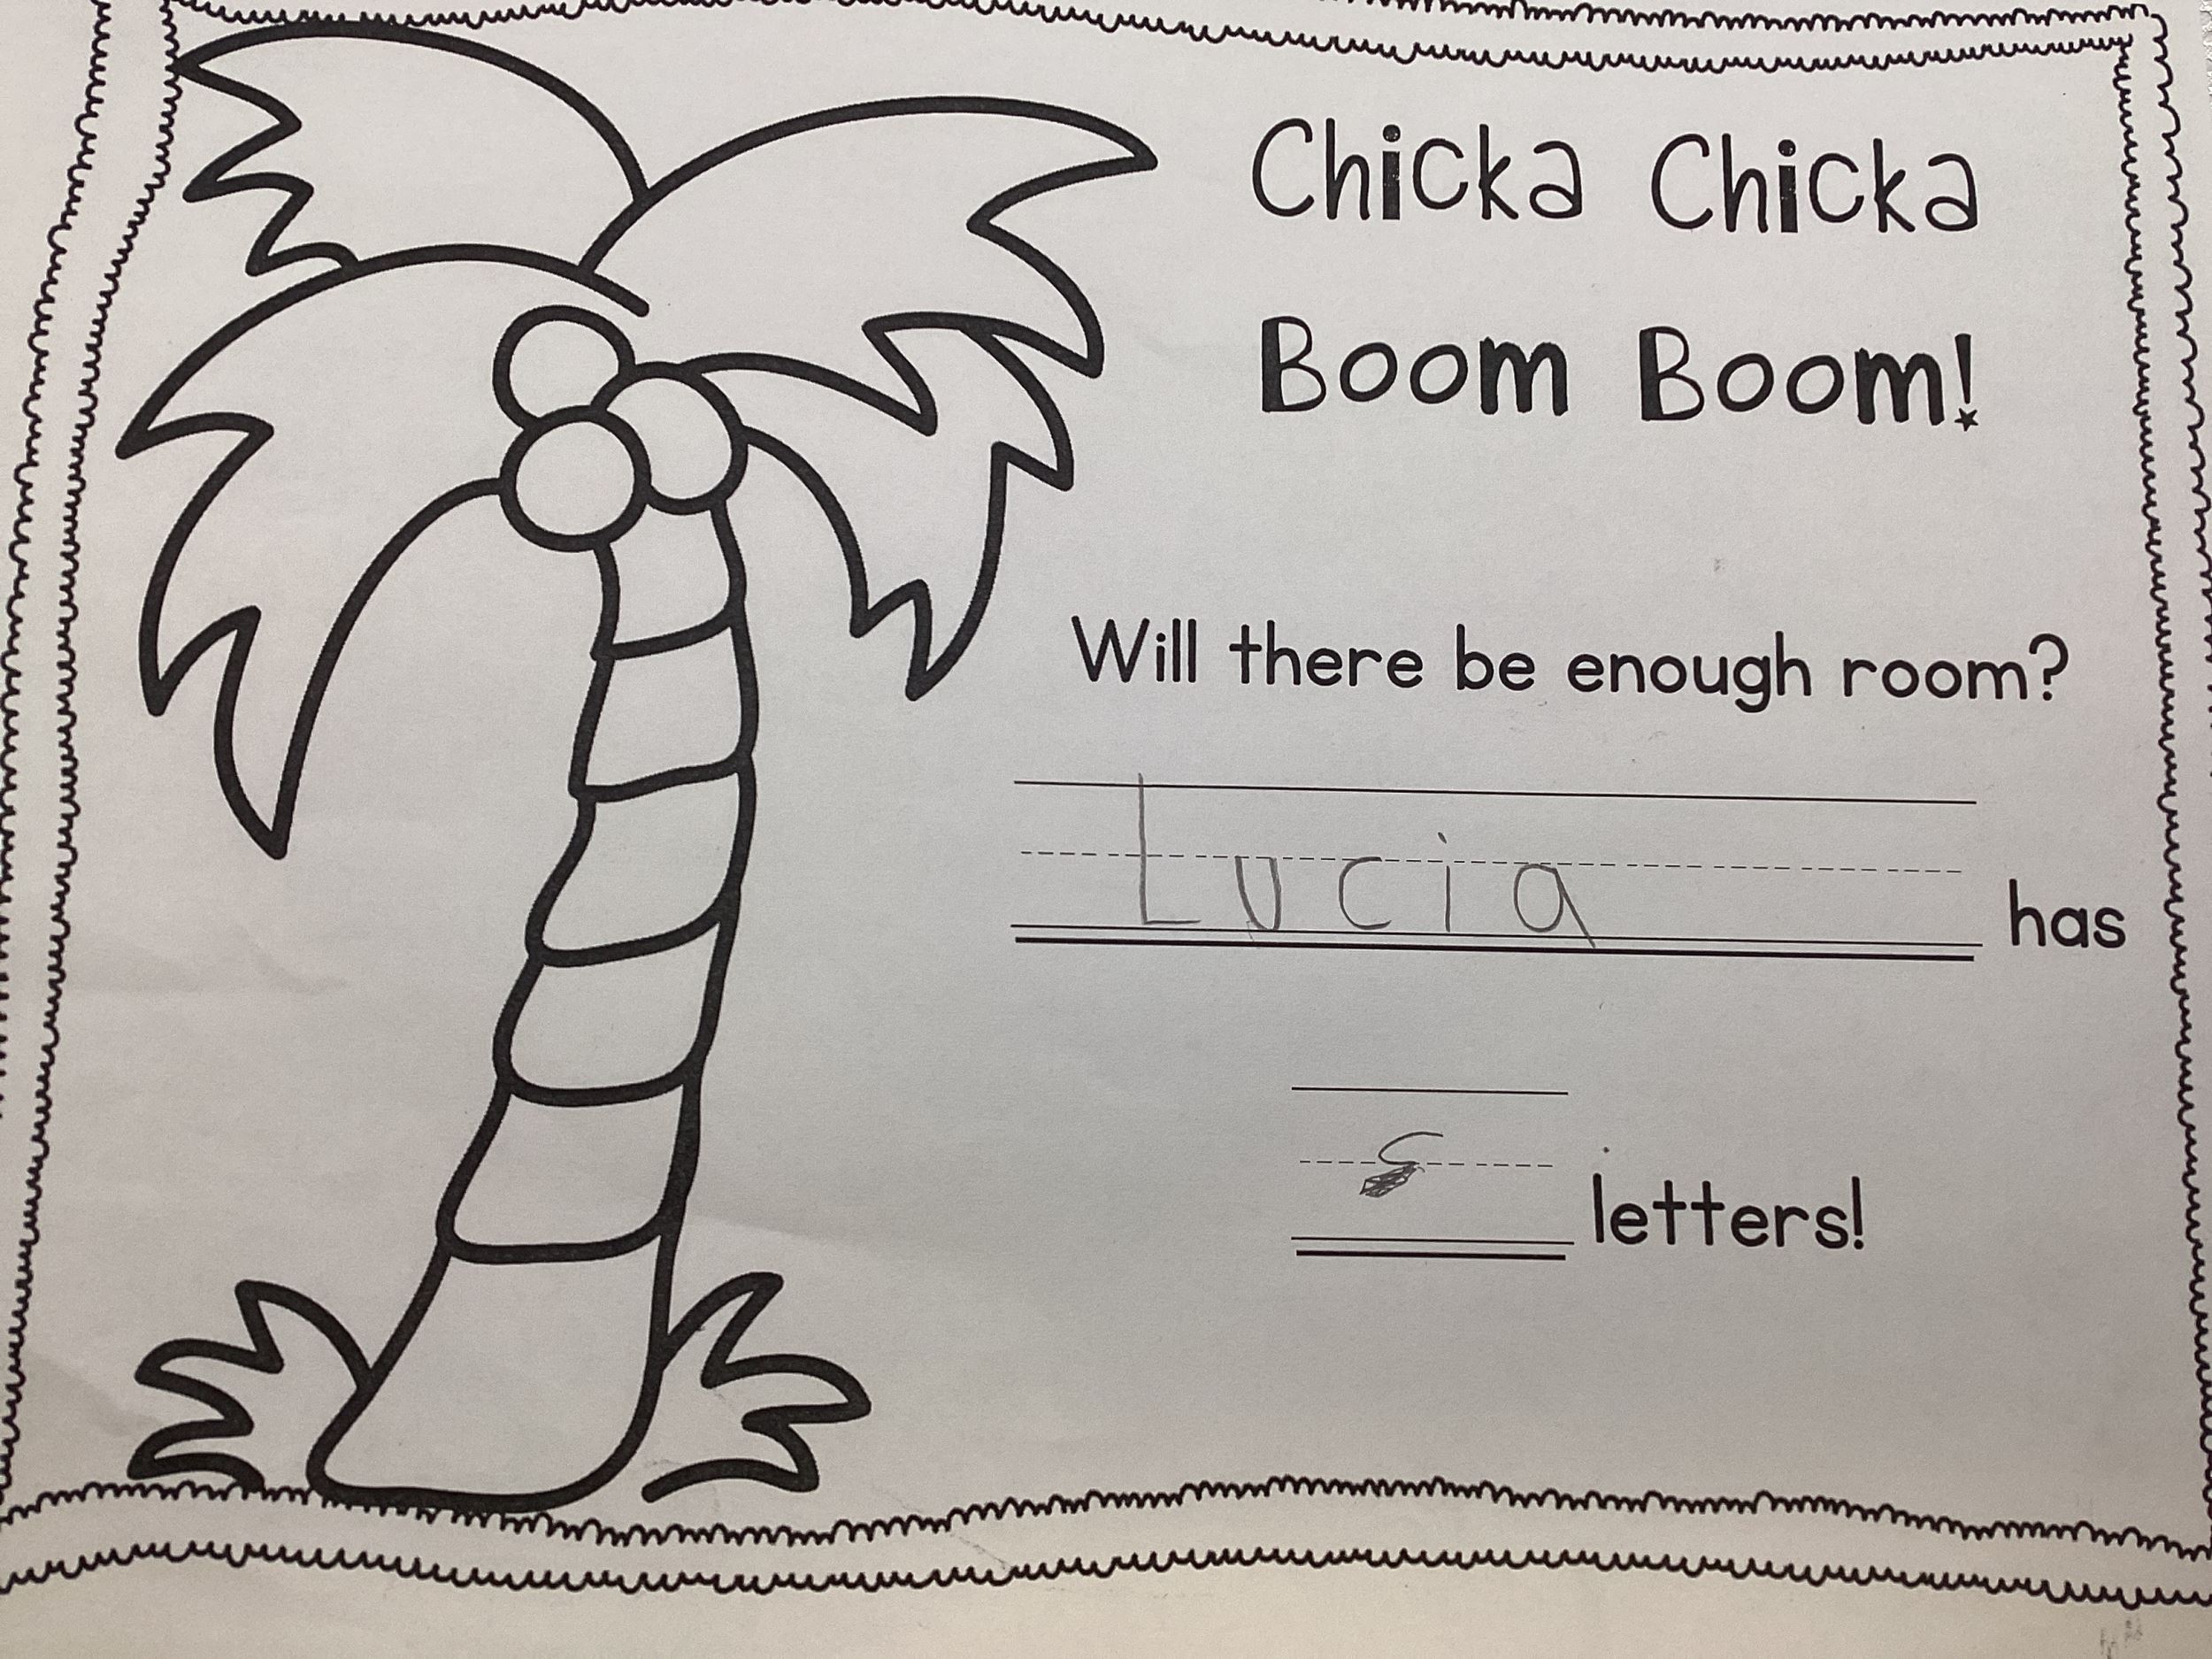 Chicka Chicka
Boom Boom!
Will there be enough room?
Lucia has
5 letters!